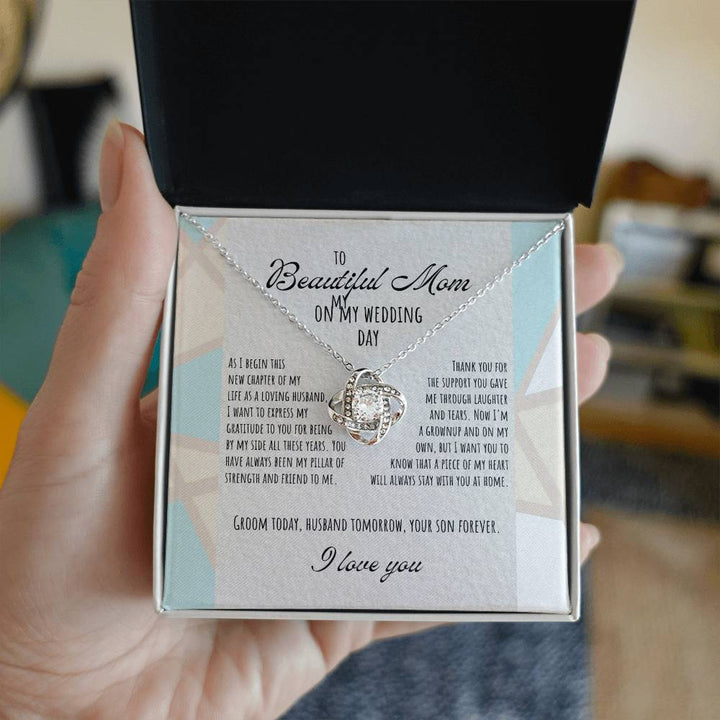 TO
Beautiful Mom
MY
ON MY WEDDING
DAY
AS I BEGIN THIS
NEW CHAPTER OF MY
LIFE AS A LOVING HUSBAND,
I WANT TO EXPRESS MY
GRATITUDE TO YOU FOR BEING
BY MY SIDE ALL THESE YEARS. YOU
HAVE ALWAYS BEEN MY PILLAR OF
STRENGTH AND FRIEND TO ME.
THANK YOU FOR
THE SUPPORT YOU GAVE
ME THROUGH LAUGHTER
AND TEARS. NOW I'M
A GROWNUP AND ON MY
OWN, BUT I WANT YOU TO
KNOW THAT A PIECE OF MY HEART
WILL ALWAYS STAY WITH YOU AT HOME.
GROOM TODAY, HUSBAND TOMORROW, YOUR SON FOREVER.
I love you